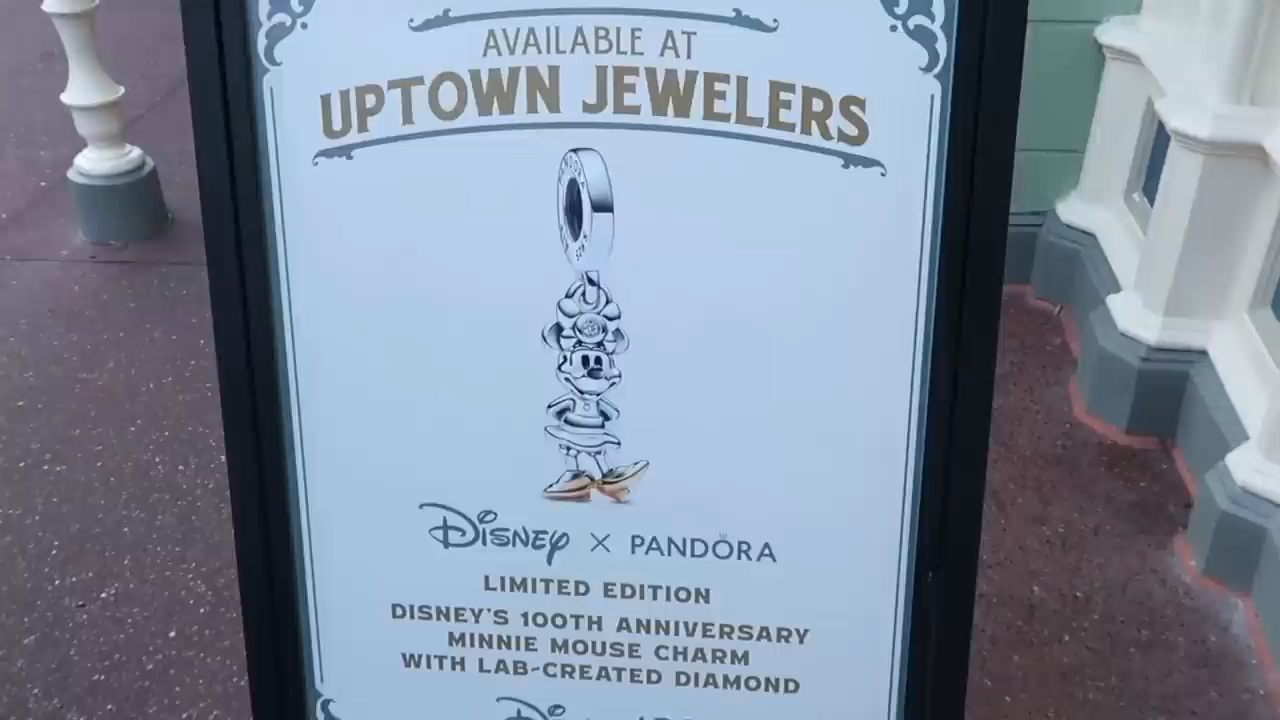 AVAILABLE AT
UPTOWN JEWELERS
DISNEY X PANDORA
LIMITED EDITION
DISNEY'S 100TH ANNIVERSARY
MINNIE MOUSE CHARM
WITH LAB-CREATED DIAMOND